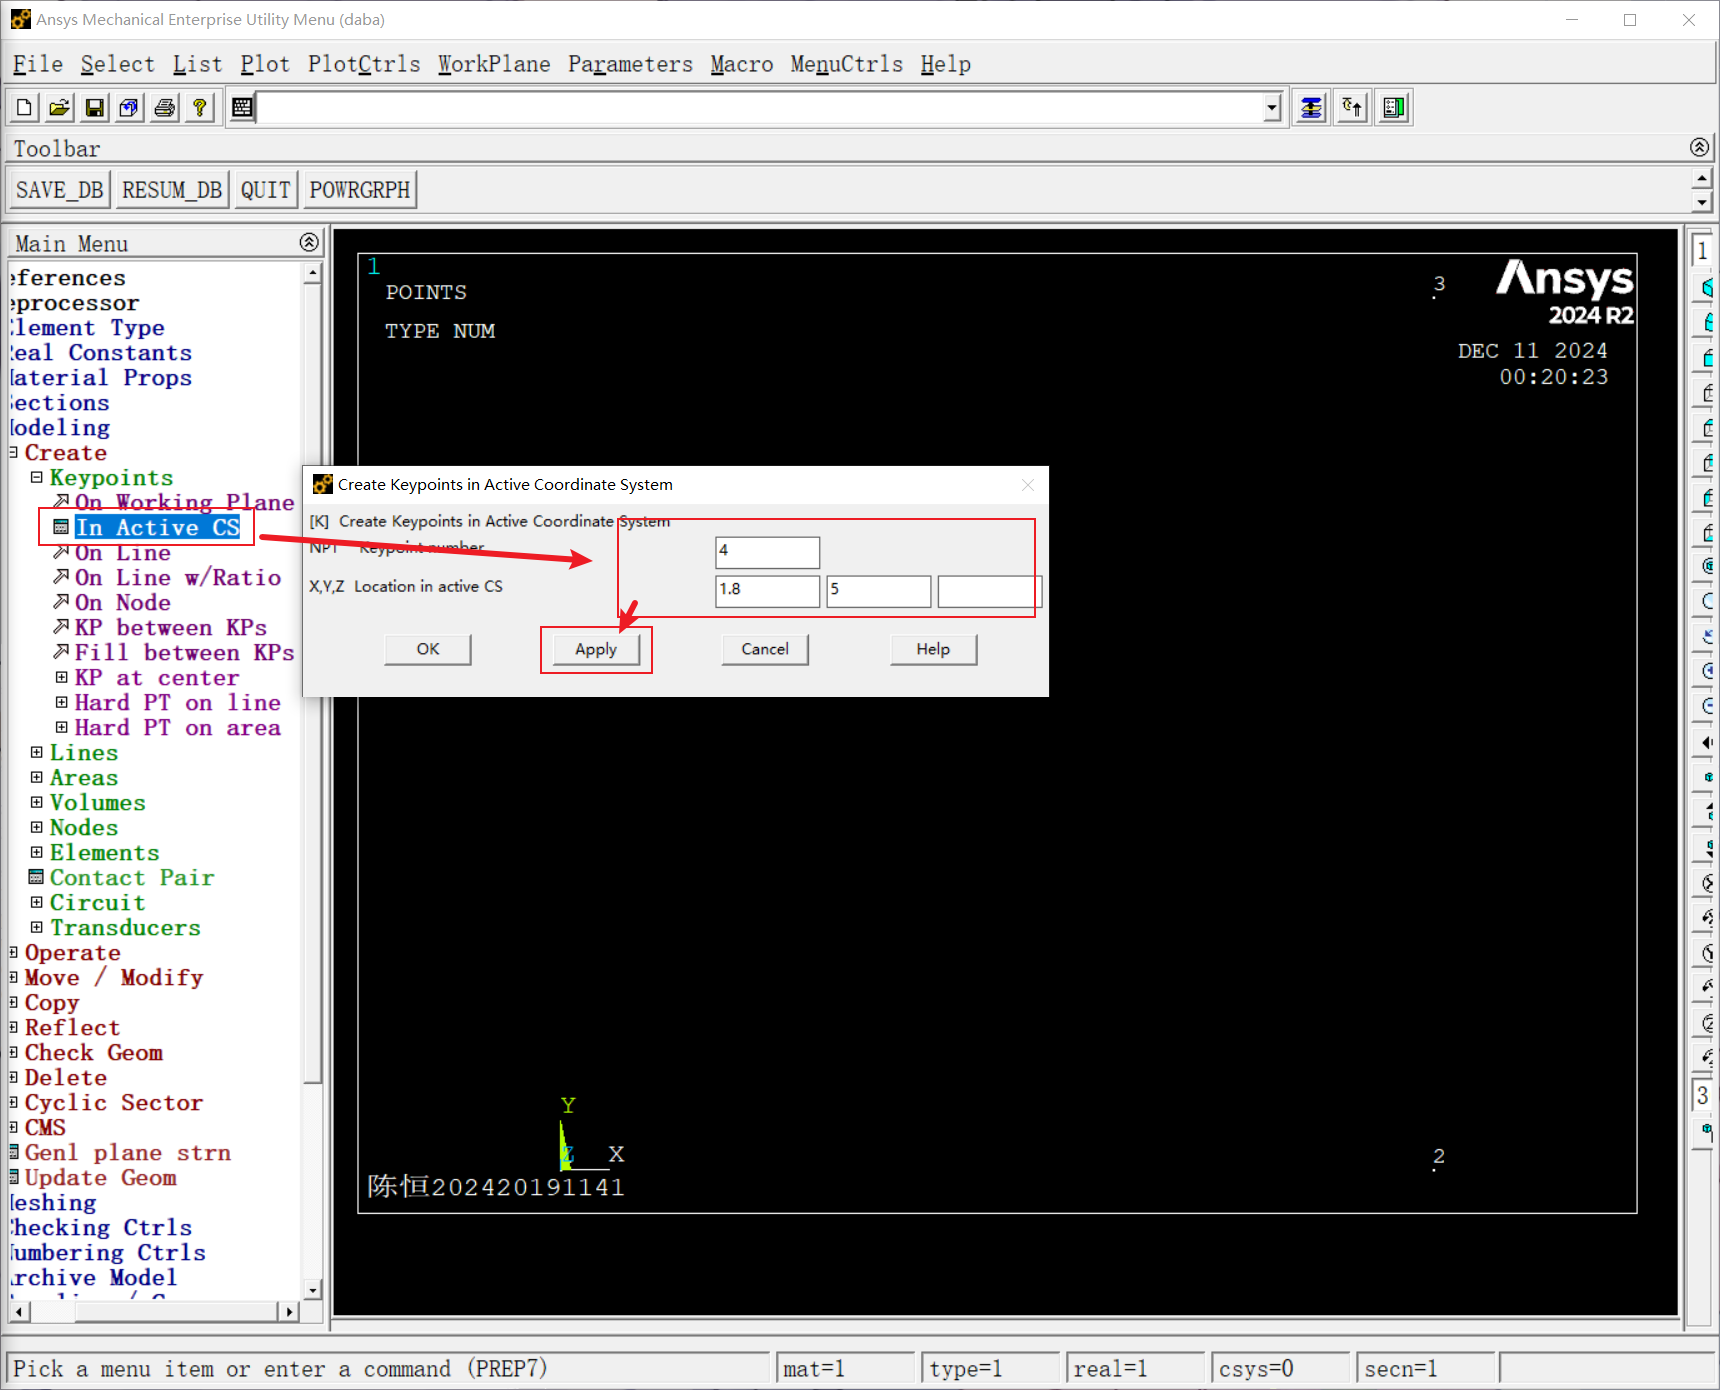 Ansys Mechanical Enterprise Utility Menu (daba)
File Select List Plot PlotCtrls WorkPlane Parameters Macro MenuCtrls Help
Toolbar
SAVE_DB RESUM_DB QUIT POWRGRPH
Main Menu
eferences
eprocessor
lement Type
eal Constants
aterial Props
ections
odeling
Create
Keypoints
On Working Plane
In Active CS
On Line
On Line w/Ratio
On Node
KP between KPs
Fill between KPs
KP at center
Hard PT on line
Hard PT on area
Lines
Areas
Volumes
Nodes
Elements
Contact Pair
Circuit
Transducers
Operate
Move / Modify
Copy
Reflect
Check Geom
Delete
Cyclic Sector
CMS
Genl plane strn
Update Geom
eshing
hecking Ctrls
umbering Ctrls
rchive Model
1
POINTS
TYPE NUM
3
Ansys
2024 R2
DEC 11 2024
00:20:23
Create Keypoints in Active Coordinate System
[K] Create Keypoints in Active Coordinate System
NPT Keypoint number
4
X,Y,Z Location in active CS
1.8 5
OK Apply Cancel Help
Y
Z X
2
陈恒202420191141
1
3
Pick a menu item or enter a command (PREP7)
mat=1 type=1 real=1 csys=0 secn=1